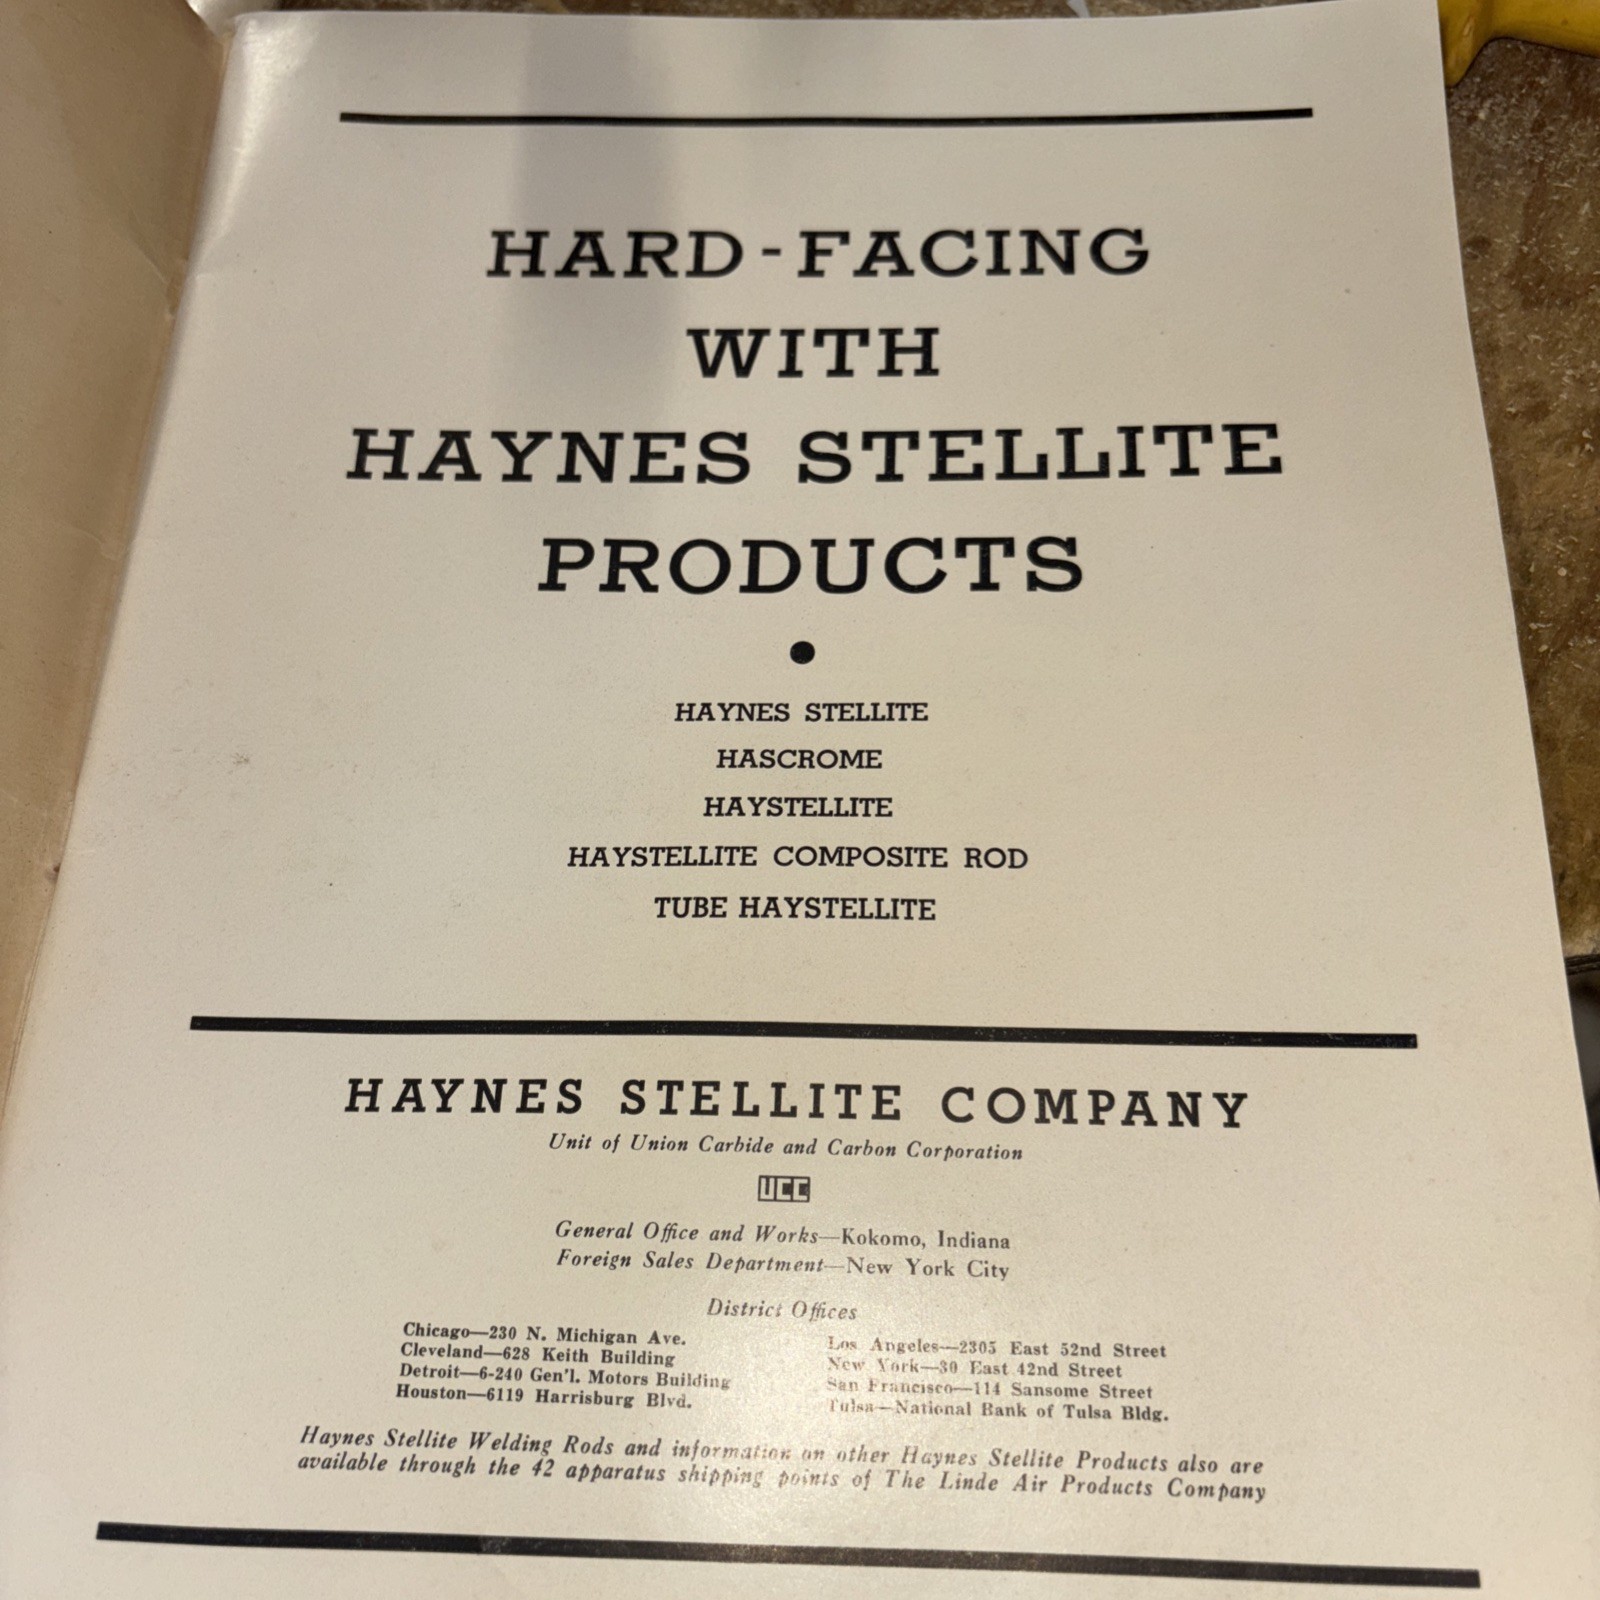 HARD-FACING
WITH
HAYNES STELLITE
PRODUCTS
●
HAYNES STELLITE
HASCROME
HAYSTELLITE
HAYSTELLITE COMPOSITE ROD
TUBE HAYSTELLITE
HAYNES STELLITE COMPANY
Unit of Union Carbide and Carbon Corporation
UCC
General Office and Works—Kokomo, Indiana
Foreign Sales Department—New York City
District Offices
Chicago—230 N. Michigan Ave.
Cleveland—628 Keith Building
Detroit—6-240 Gen'l. Motors Building
Houston—6119 Harrisburg Blvd.
Los Angeles—2305 East 52nd Street
New York—30 East 42nd Street
San Francisco—114 Sansome Street
Tulsa—National Bank of Tulsa Bldg.
Haynes Stellite Welding Rods and information on other Haynes Stellite Products also are
available through the 42 apparatus shipping points of The Linde Air Products Company